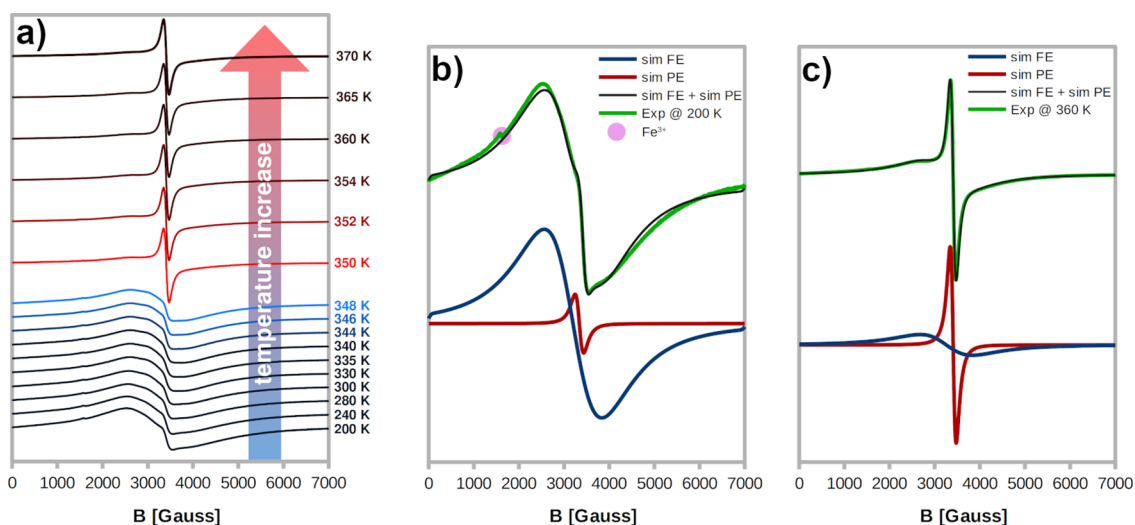 a)
370 K
365 K
360 K
354 K
352 K
350 K
348 K
346 K
344 K
340 K
335 K
330 K
300 K
280 K
240 K
200 K
temperature increase
0 1000 2000 3000 4000 5000 6000 7000
B [Gauss]
b)
sim FE
sim PE
sim FE + sim PE
Exp @ 200 K
Fe³⁺
0 1000 2000 3000 4000 5000 6000 7000
B [Gauss]
c)
sim FE
sim PE
sim FE + sim PE
Exp @ 360 K
0 1000 2000 3000 4000 5000 6000 7000
B [Gauss]